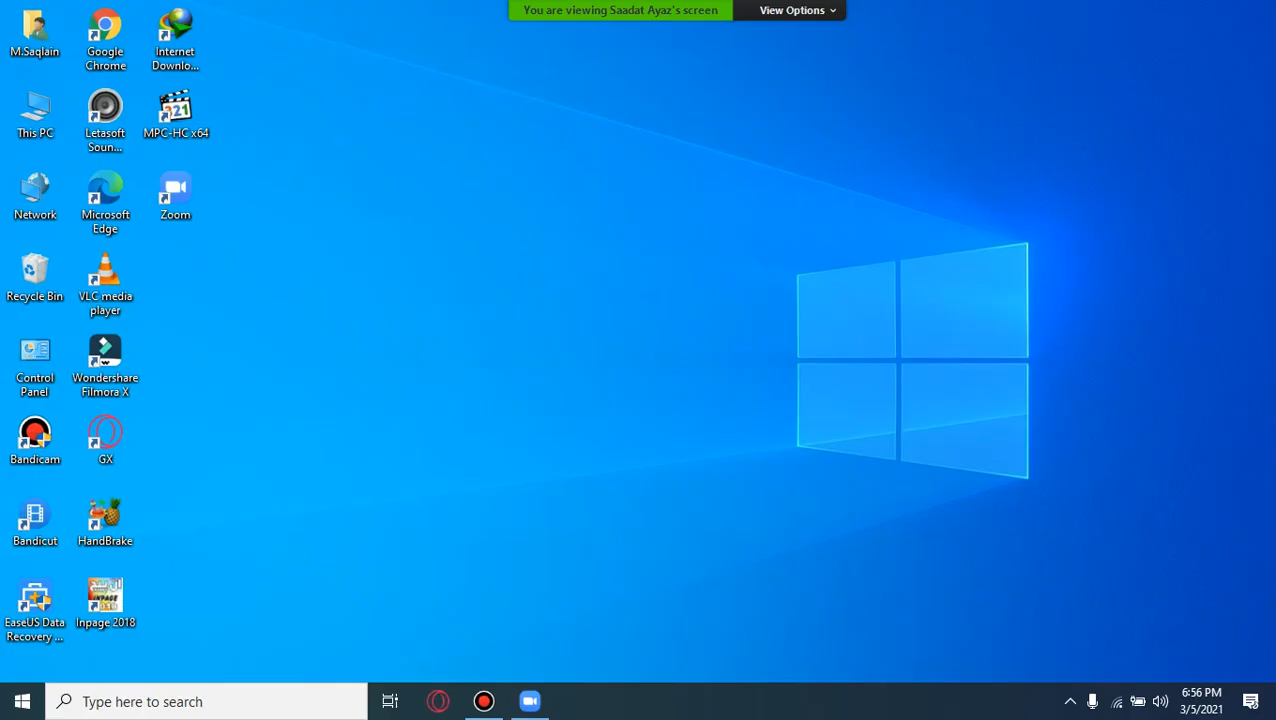 You are viewing Saadat Ayaz's screen
View Options
M.Saqlain
Google
Chrome
Internet
Downlo...
This PC
Letasoft
Soun...
321
MPC-HC x64
Network
Microsoft
Edge
Zoom
Recycle Bin
VLC media
player
Control
Panel
Wondershare
Filmora X
Bandicam
GX
Bandicut
HandBrake
EaseUS Data
Recovery ...
INPAGE
Inpage 2018
Type here to search
6:56 PM
3/5/2021